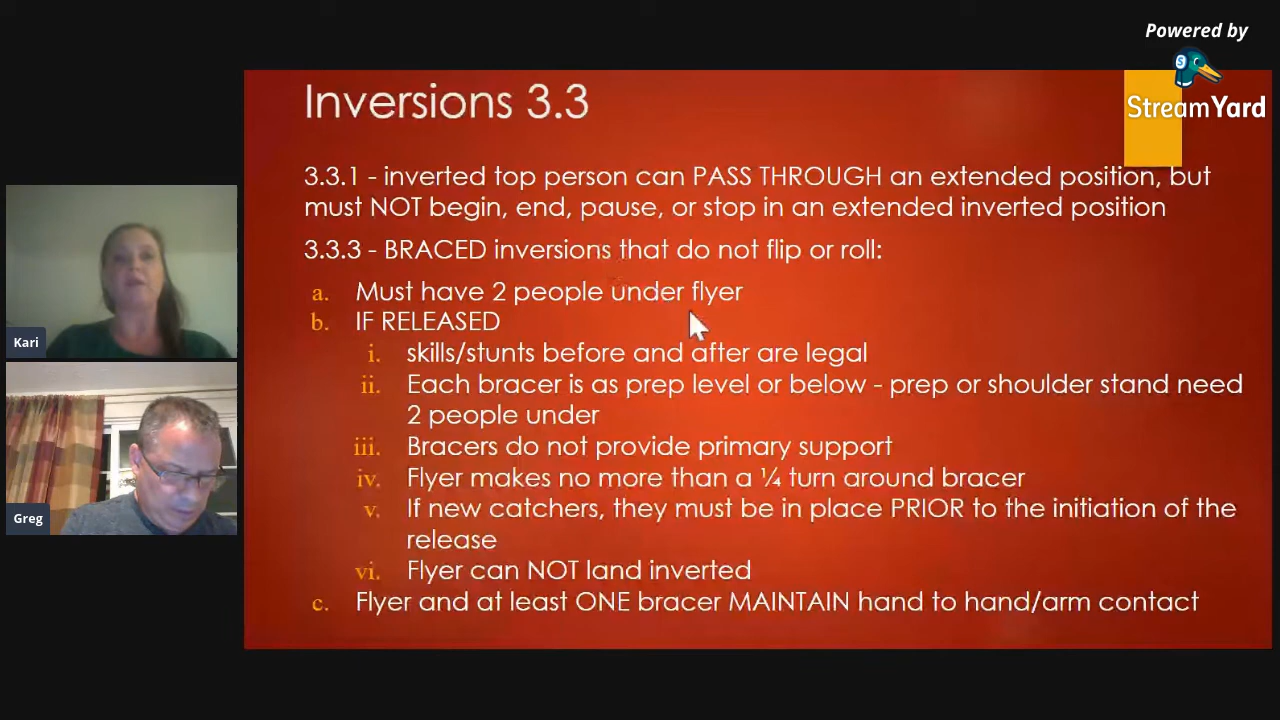 Powered by
StreamYard
Inversions 3.3
3.3.1 - inverted top person can PASS THROUGH an extended position, but
must NOT begin, end, pause, or stop in an extended inverted position
3.3.3 - BRACED inversions that do not flip or roll:
a. Must have 2 people under flyer
b. IF RELEASED
i. skills/stunts before and after are legal
ii. Each bracer is as prep level or below - prep or shoulder stand need
2 people under
iii. Bracers do not provide primary support
iv. Flyer makes no more than a ¼ turn around bracer
v. If new catchers, they must be in place PRIOR to the initiation of the
release
vi. Flyer can NOT land inverted
c. Flyer and at least ONE bracer MAINTAIN hand to hand/arm contact
Kari
Greg